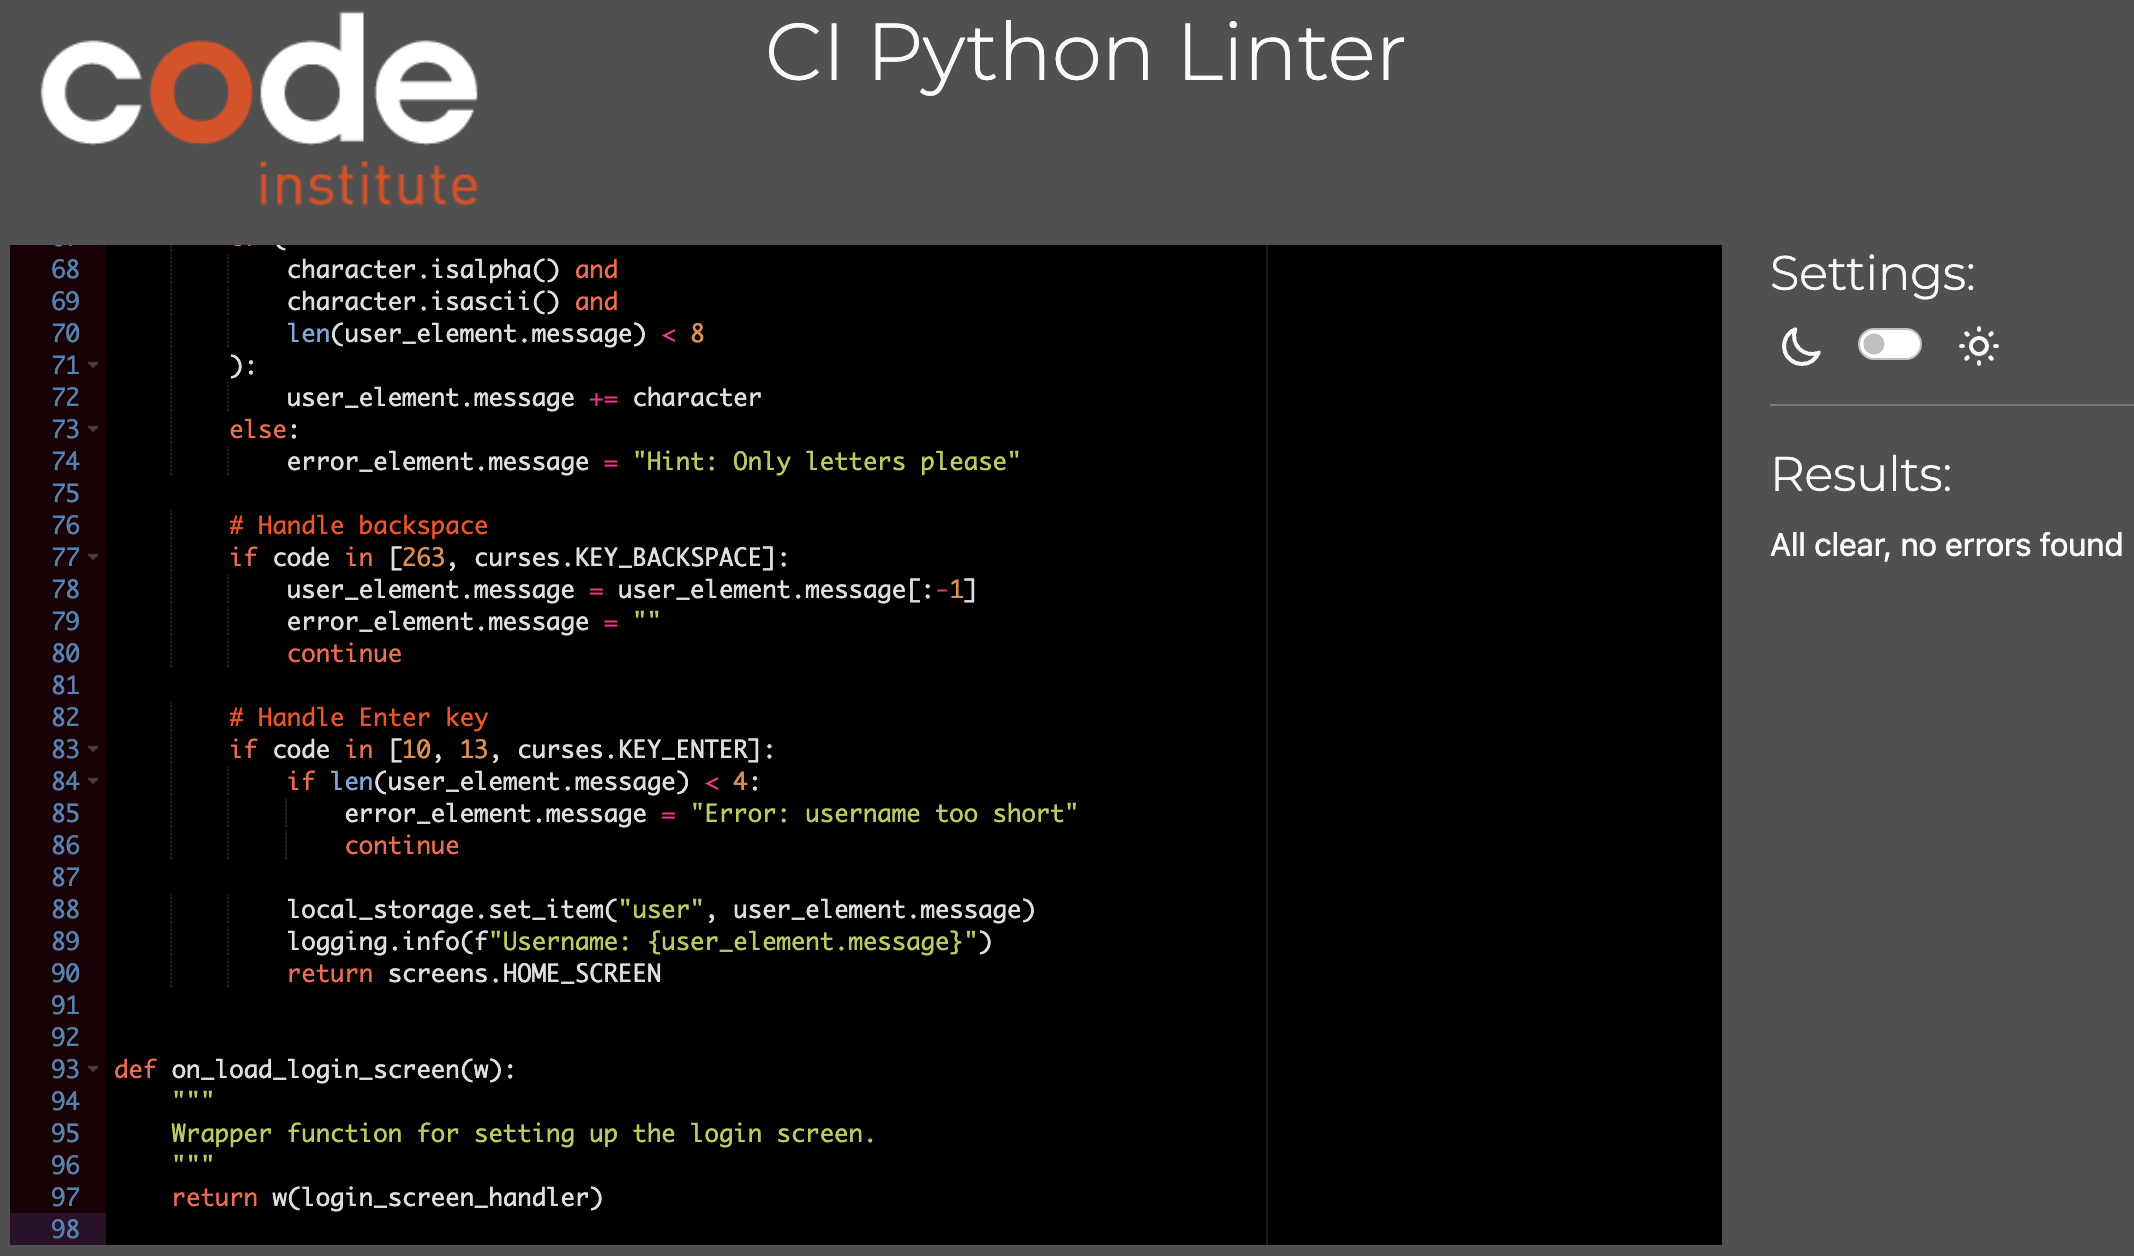 code
institute
CI Python Linter
68 character.isalpha() and
69 character.isascii() and
70 len(user_element.message) < 8
71 ):
72 user_element.message += character
73 else:
74 error_element.message = "Hint: Only letters please"
75
76 # Handle backspace
77 if code in [263, curses.KEY_BACKSPACE]:
78 user_element.message = user_element.message[:-1]
79 error_element.message = ""
80 continue
81
82 # Handle Enter key
83 if code in [10, 13, curses.KEY_ENTER]:
84 if len(user_element.message) < 4:
85 error_element.message = "Error: username too short"
86 continue
87
88 local_storage.set_item("user", user_element.message)
89 logging.info(f"Username: {user_element.message}")
90 return screens.HOME_SCREEN
91
92
93 def on_load_login_screen(w):
94 """
95 Wrapper function for setting up the login screen.
96 """
97 return w(login_screen_handler)
98
Settings:
Results:
All clear, no errors found